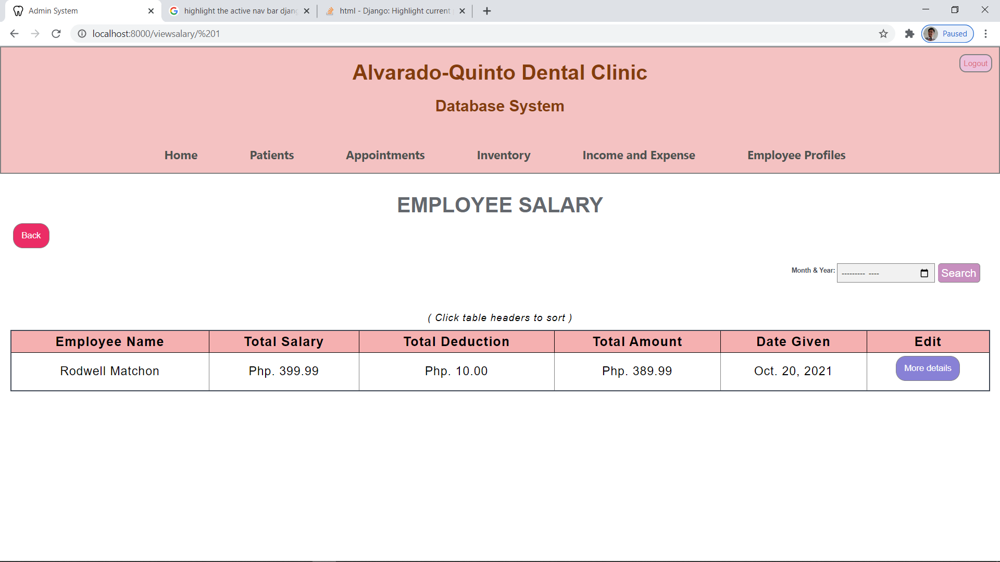 Admin System
highlight the active nav bar djang
html - Django: Highlight current
localhost:8000/viewsalary/%201
Paused
Alvarado-Quinto Dental Clinic
Logout
Database System
Home Patients Appointments Inventory Income and Expense Employee Profiles
EMPLOYEE SALARY
Back
Month & Year: --------- ---- Search
( Click table headers to sort )
Employee Name Total Salary Total Deduction Total Amount Date Given Edit
Rodwell Matchon Php. 399.99 Php. 10.00 Php. 389.99 Oct. 20, 2021 More details